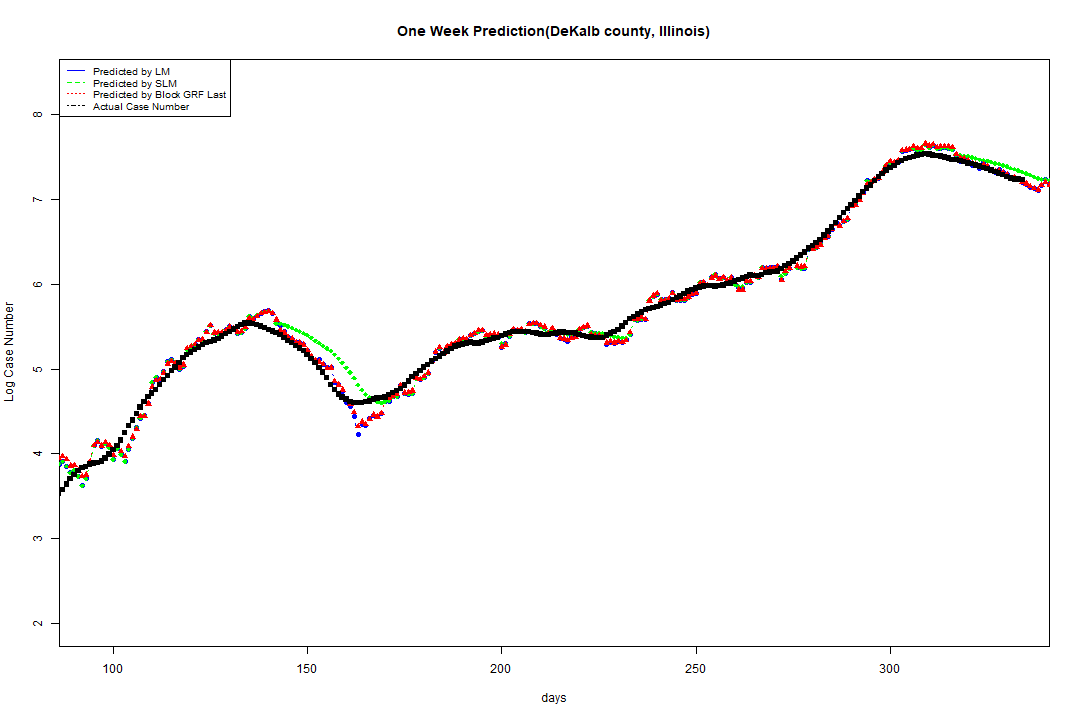 One Week Prediction(DeKalb county, Illinois)
Predicted by LM
Predicted by SLM
Predicted by Block GRF Last
Actual Case Number
8
7
6
5
4
3
2
Log Case Number
100 150 200 250 300
days